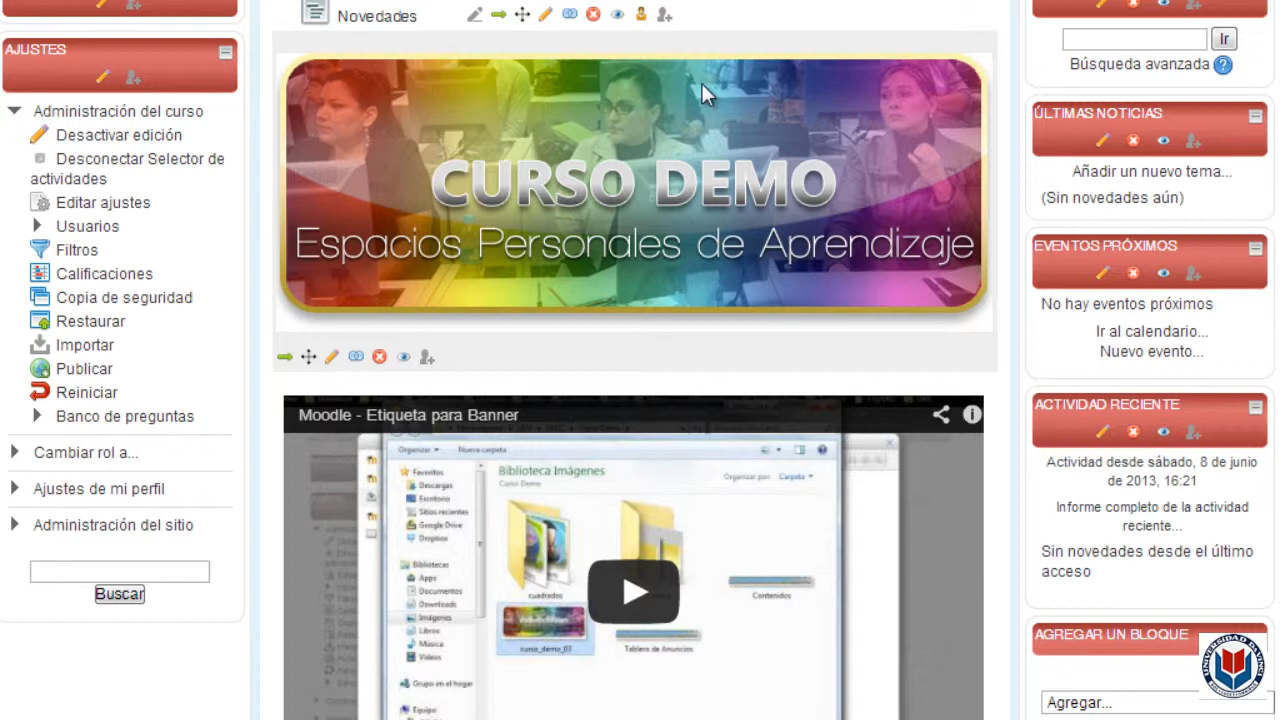 Novedades
AJUSTES
Administración del curso
Desactivar edición
Desconectar Selector de
actividades
Editar ajustes
Usuarios
Filtros
Calificaciones
Copia de seguridad
Restaurar
Importar
Publicar
Reiniciar
Banco de preguntas
Cambiar rol a...
Ajustes de mi perfil
Administración del sitio
Buscar
CURSO DEMO
Espacios Personales de Aprendizaje
Moodle - Etiqueta para Banner
Organizar
Nueva carpeta
Favoritos
Descargas
Escritorio
Sitios recientes
Google Drive
Dropbox
Bibliotecas
Apps
Documentos
Downloads
Imágenes
Libros
Música
Videos
Grupo en el hogar
Equipo
Biblioteca Imágenes
Curso Demo
Organizar por: Carpeta
cuadrados
Contenidos
curso_demo_03
Tablero de Anuncios
Ir
Búsqueda avanzada
ÚLTIMAS NOTICIAS
Añadir un nuevo tema...
(Sin novedades aún)
EVENTOS PRÓXIMOS
No hay eventos próximos
Ir al calendario...
Nuevo evento...
ACTIVIDAD RECIENTE
Actividad desde sábado, 8 de junio
de 2013, 16:21
Informe completo de la actividad
reciente...
Sin novedades desde el último
acceso
AGREGAR UN BLOQUE
Agregar...